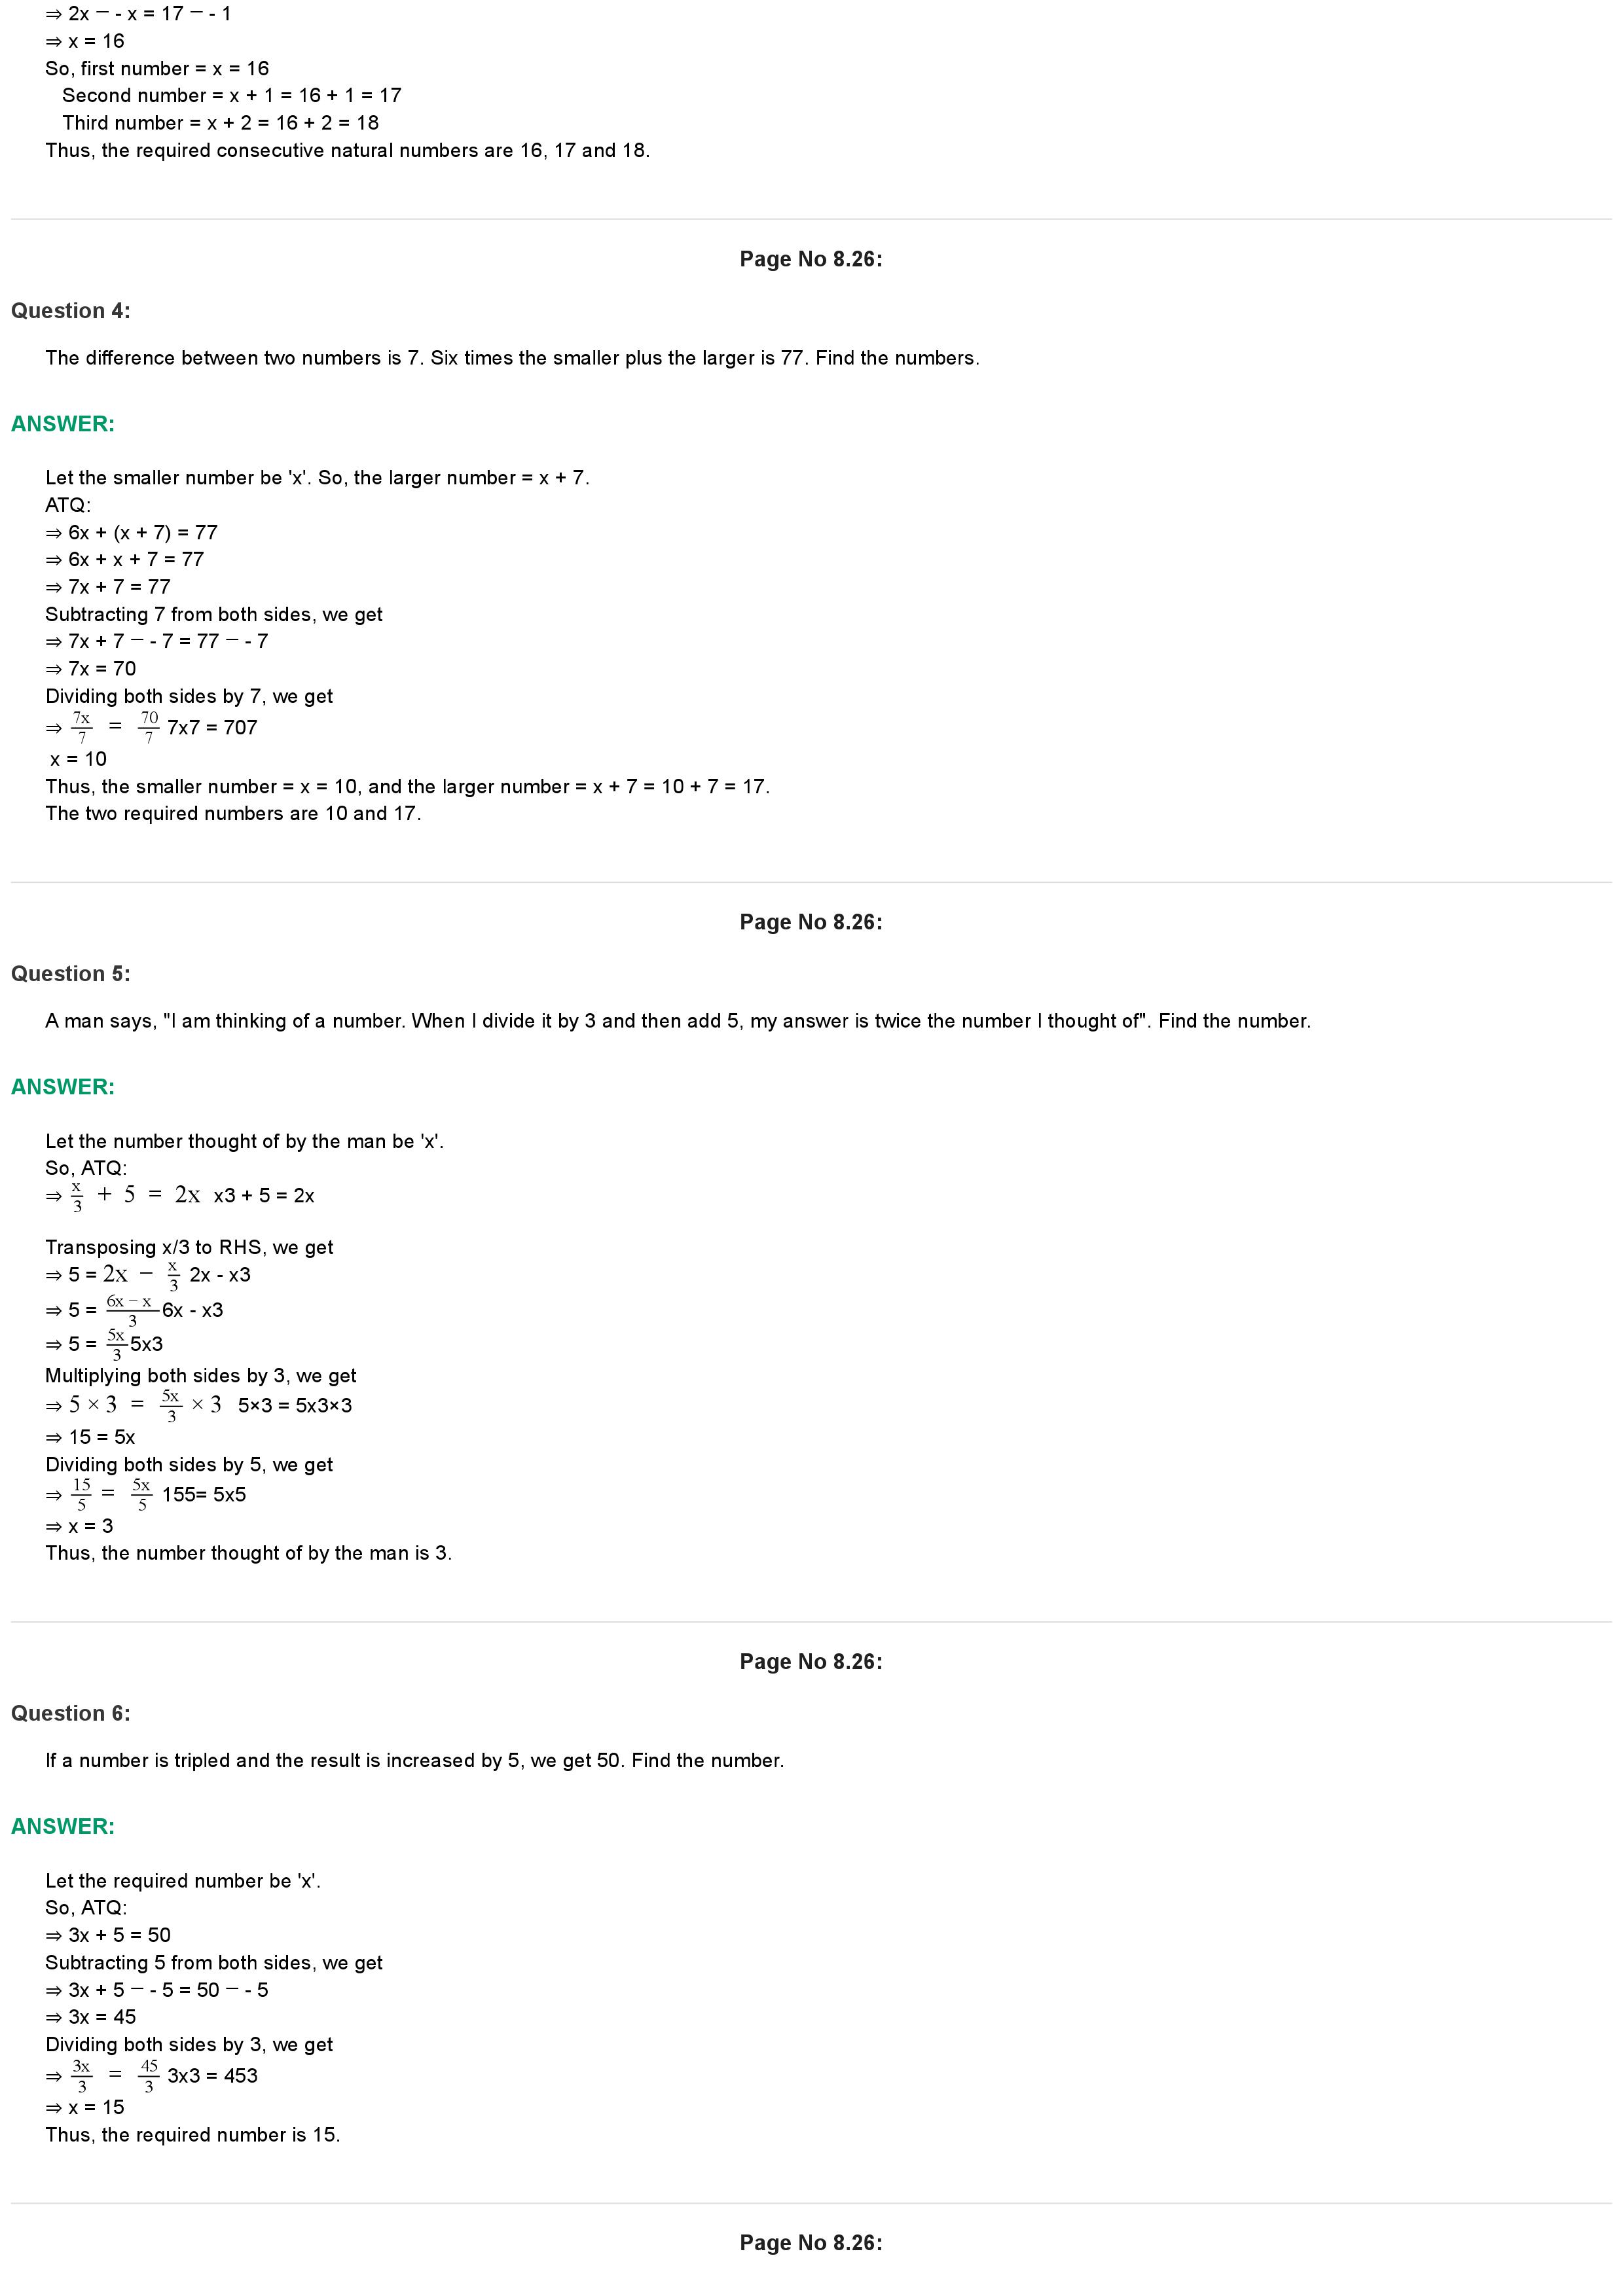 ⇒ 2x − - x = 17 − - 1
⇒ x = 16
So, first number = x = 16
Second number = x + 1 = 16 + 1 = 17
Third number = x + 2 = 16 + 2 = 18
Thus, the required consecutive natural numbers are 16, 17 and 18.
Page No 8.26:
Question 4:
The difference between two numbers is 7. Six times the smaller plus the larger is 77. Find the numbers.
ANSWER:
Let the smaller number be 'x'. So, the larger number = x + 7.
ATQ:
⇒ 6x + (x + 7) = 77
⇒ 6x + x + 7 = 77
⇒ 7x + 7 = 77
Subtracting 7 from both sides, we get
⇒ 7x + 7 − - 7 = 77 − - 7
⇒ 7x = 70
Dividing both sides by 7, we get
⇒ 7x/7 = 70/7 7x7 = 707
x = 10
Thus, the smaller number = x = 10, and the larger number = x + 7 = 10 + 7 = 17.
The two required numbers are 10 and 17.
Page No 8.26:
Question 5:
A man says, "I am thinking of a number. When I divide it by 3 and then add 5, my answer is twice the number I thought of". Find the number.
ANSWER:
Let the number thought of by the man be 'x'.
So, ATQ:
⇒ x/3 + 5 = 2x x3 + 5 = 2x
Transposing x/3 to RHS, we get
⇒ 5 = 2x − x/3 2x - x3
⇒ 5 = 6x − x/3 6x - x3
⇒ 5 = 5x/3 5x3
Multiplying both sides by 3, we get
⇒ 5 × 3 = 5x/3 × 3 5×3 = 5x3×3
⇒ 15 = 5x
Dividing both sides by 5, we get
⇒ 15/5 = 5x/5 155= 5x5
⇒ x = 3
Thus, the number thought of by the man is 3.
Page No 8.26:
Question 6:
If a number is tripled and the result is increased by 5, we get 50. Find the number.
ANSWER:
Let the required number be 'x'.
So, ATQ:
⇒ 3x + 5 = 50
Subtracting 5 from both sides, we get
⇒ 3x + 5 − - 5 = 50 − - 5
⇒ 3x = 45
Dividing both sides by 3, we get
⇒ 3x/3 = 45/3 3x3 = 453
⇒ x = 15
Thus, the required number is 15.
Page No 8.26: